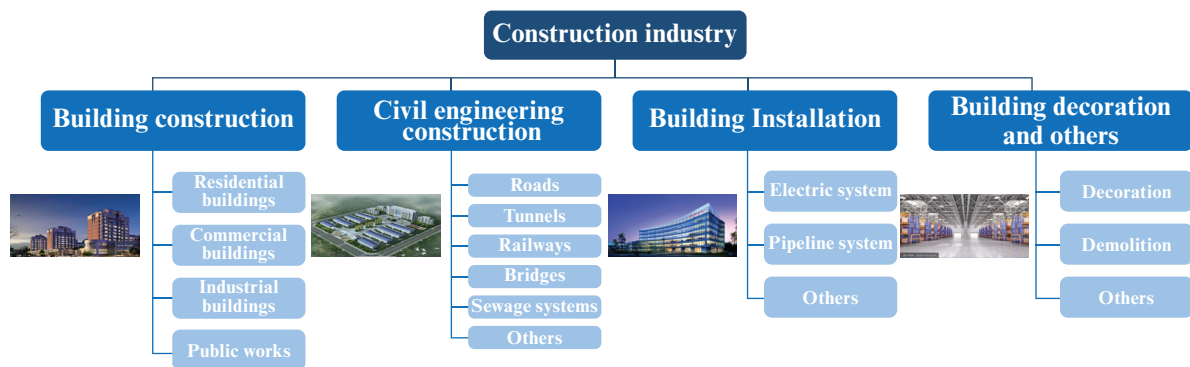 Construction industry
Building construction
Civil engineering
construction
Building Installation
Building decoration
and others
Residential
buildings
Commercial
buildings
Industrial
buildings
Public works
Roads
Tunnels
Railways
Bridges
Sewage systems
Others
Electric system
Pipeline system
Others
Decoration
Demolition
Others